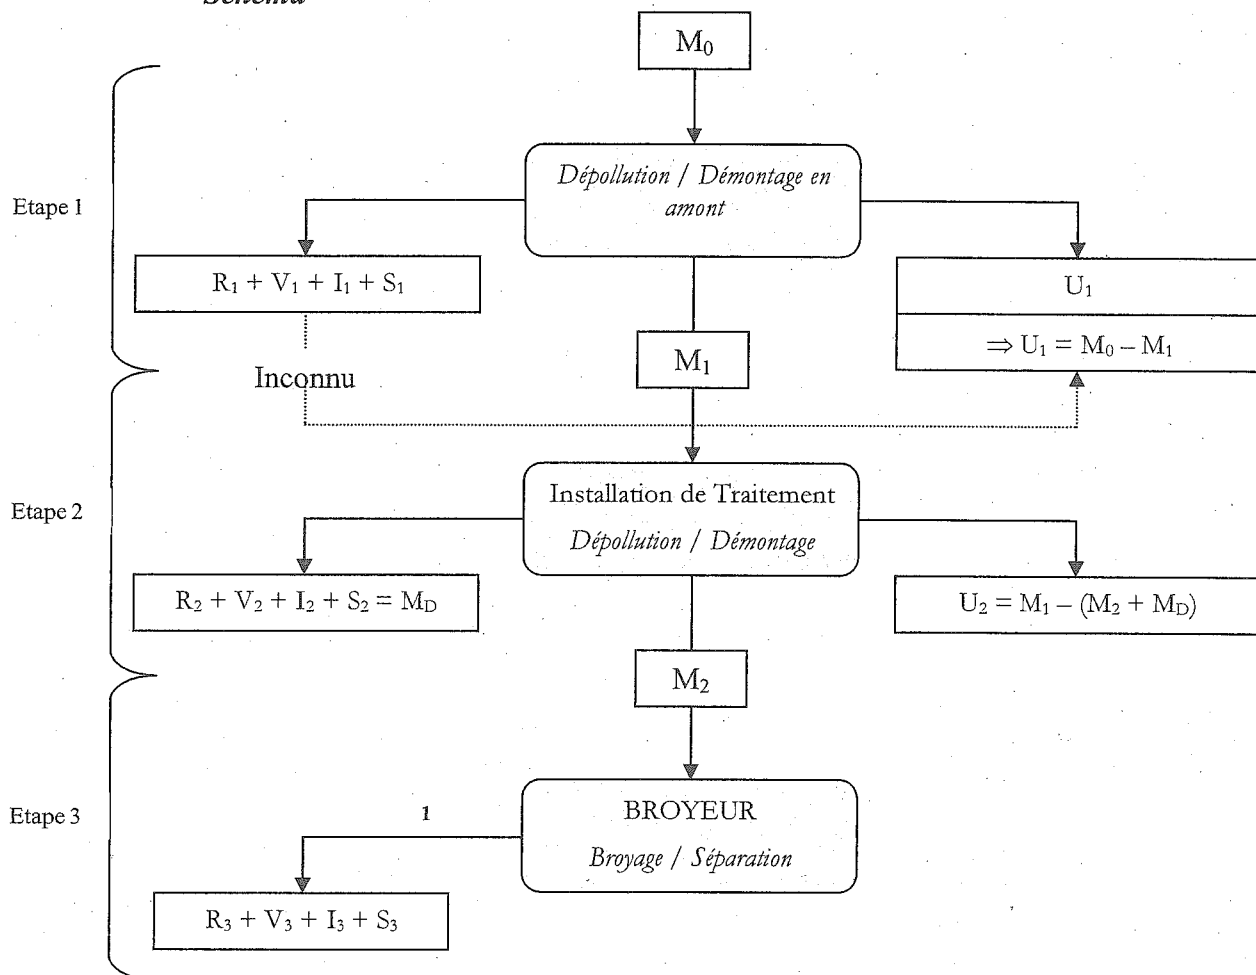 Schéma
M₀
Dépollution / Démontage en
amont
Etape 1
R₁ + V₁ + I₁ + S₁
U₁
⇒ U₁ = M₀ – M₁
M₁
Inconnu
Installation de Traitement
Dépollution / Démontage
Etape 2
R₂ + V₂ + I₂ + S₂ = M_D
U₂ = M₁ – (M₂ + M_D)
M₂
BROYEUR
Broyage / Séparation
Etape 3
1
R₃ + V₃ + I₃ + S₃